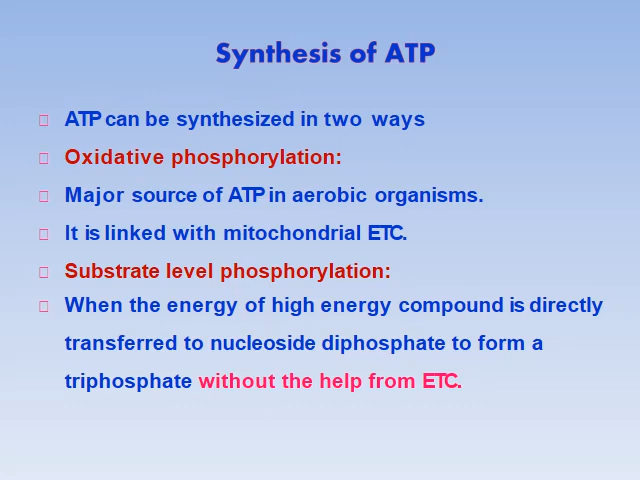 Synthesis of ATP
ATP can be synthesized in two ways
Oxidative phosphorylation:
Major source of ATP in aerobic organisms.
It is linked with mitochondrial ETC.
Substrate level phosphorylation:
When the energy of high energy compound is directly
transferred to nucleoside diphosphate to form a
triphosphate without the help from ETC.